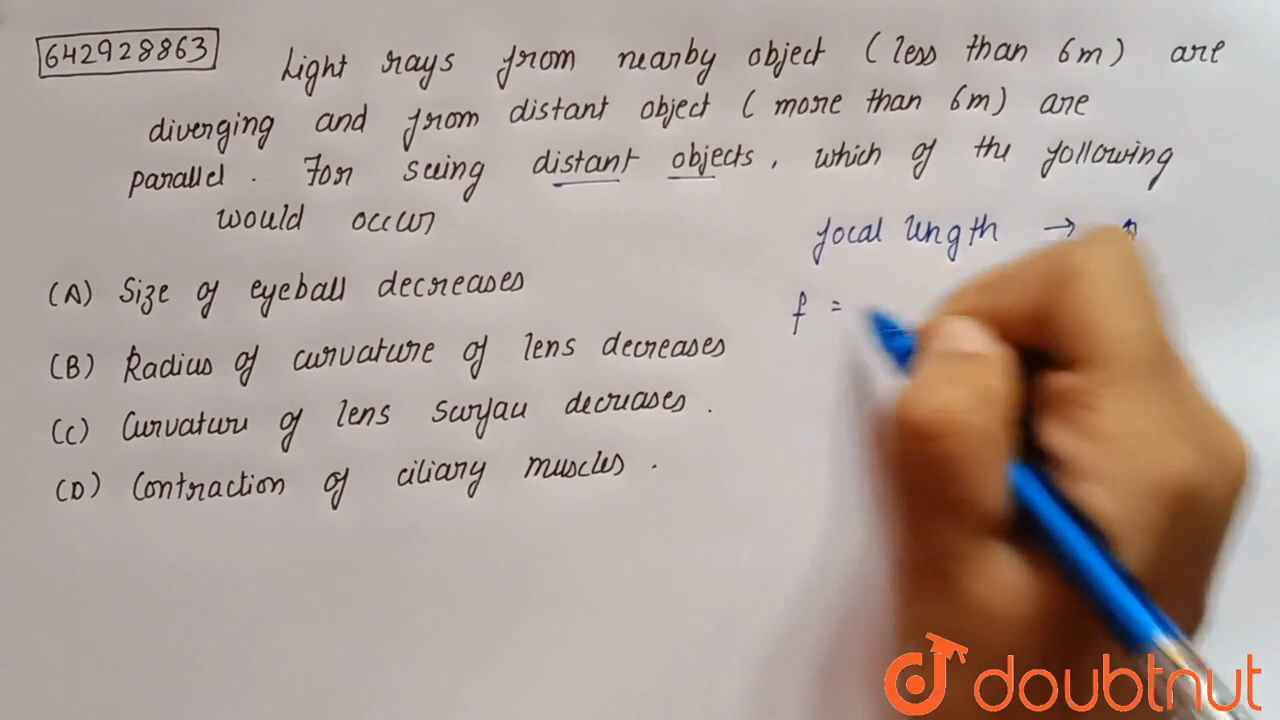 642928863
Light rays from nearby object (less than 6m) are
diverging and from distant object (more than 6m) are
parallel. For seing distant objects, which of the following
would occur
focal length → ↑
f =
(A) Size of eyeball decreases
(B) Radius of curvature of lens decreases
(C) Curvature of lens surface decreases.
(D) Contraction of ciliary muscles.
doubtnut